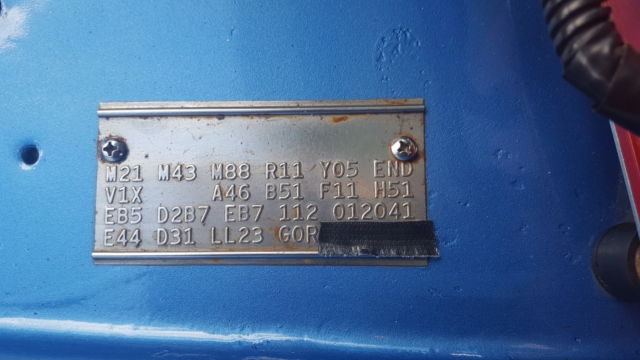 M21 M43 M88 R11 Y05 END
V1X A46 B51 F11 H51
E85 D2B7 EB7 112 012041
E44 D31 LL23 G0R